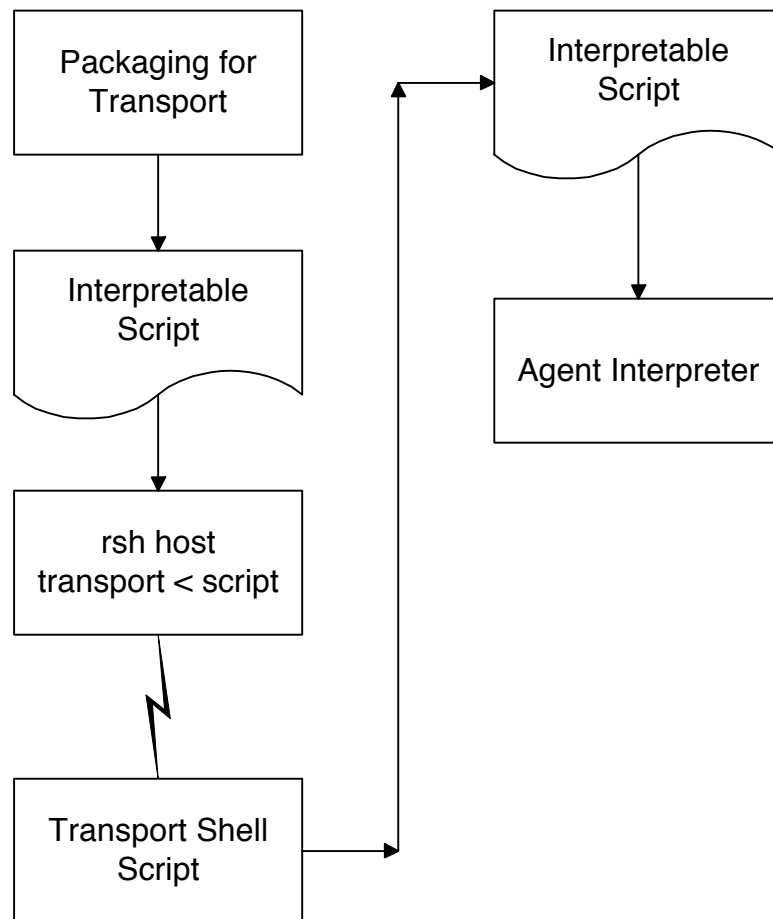 Packaging for
Transport
Interpretable
Script
rsh host
transport < script
Transport Shell
Script
Interpretable
Script
Agent Interpreter